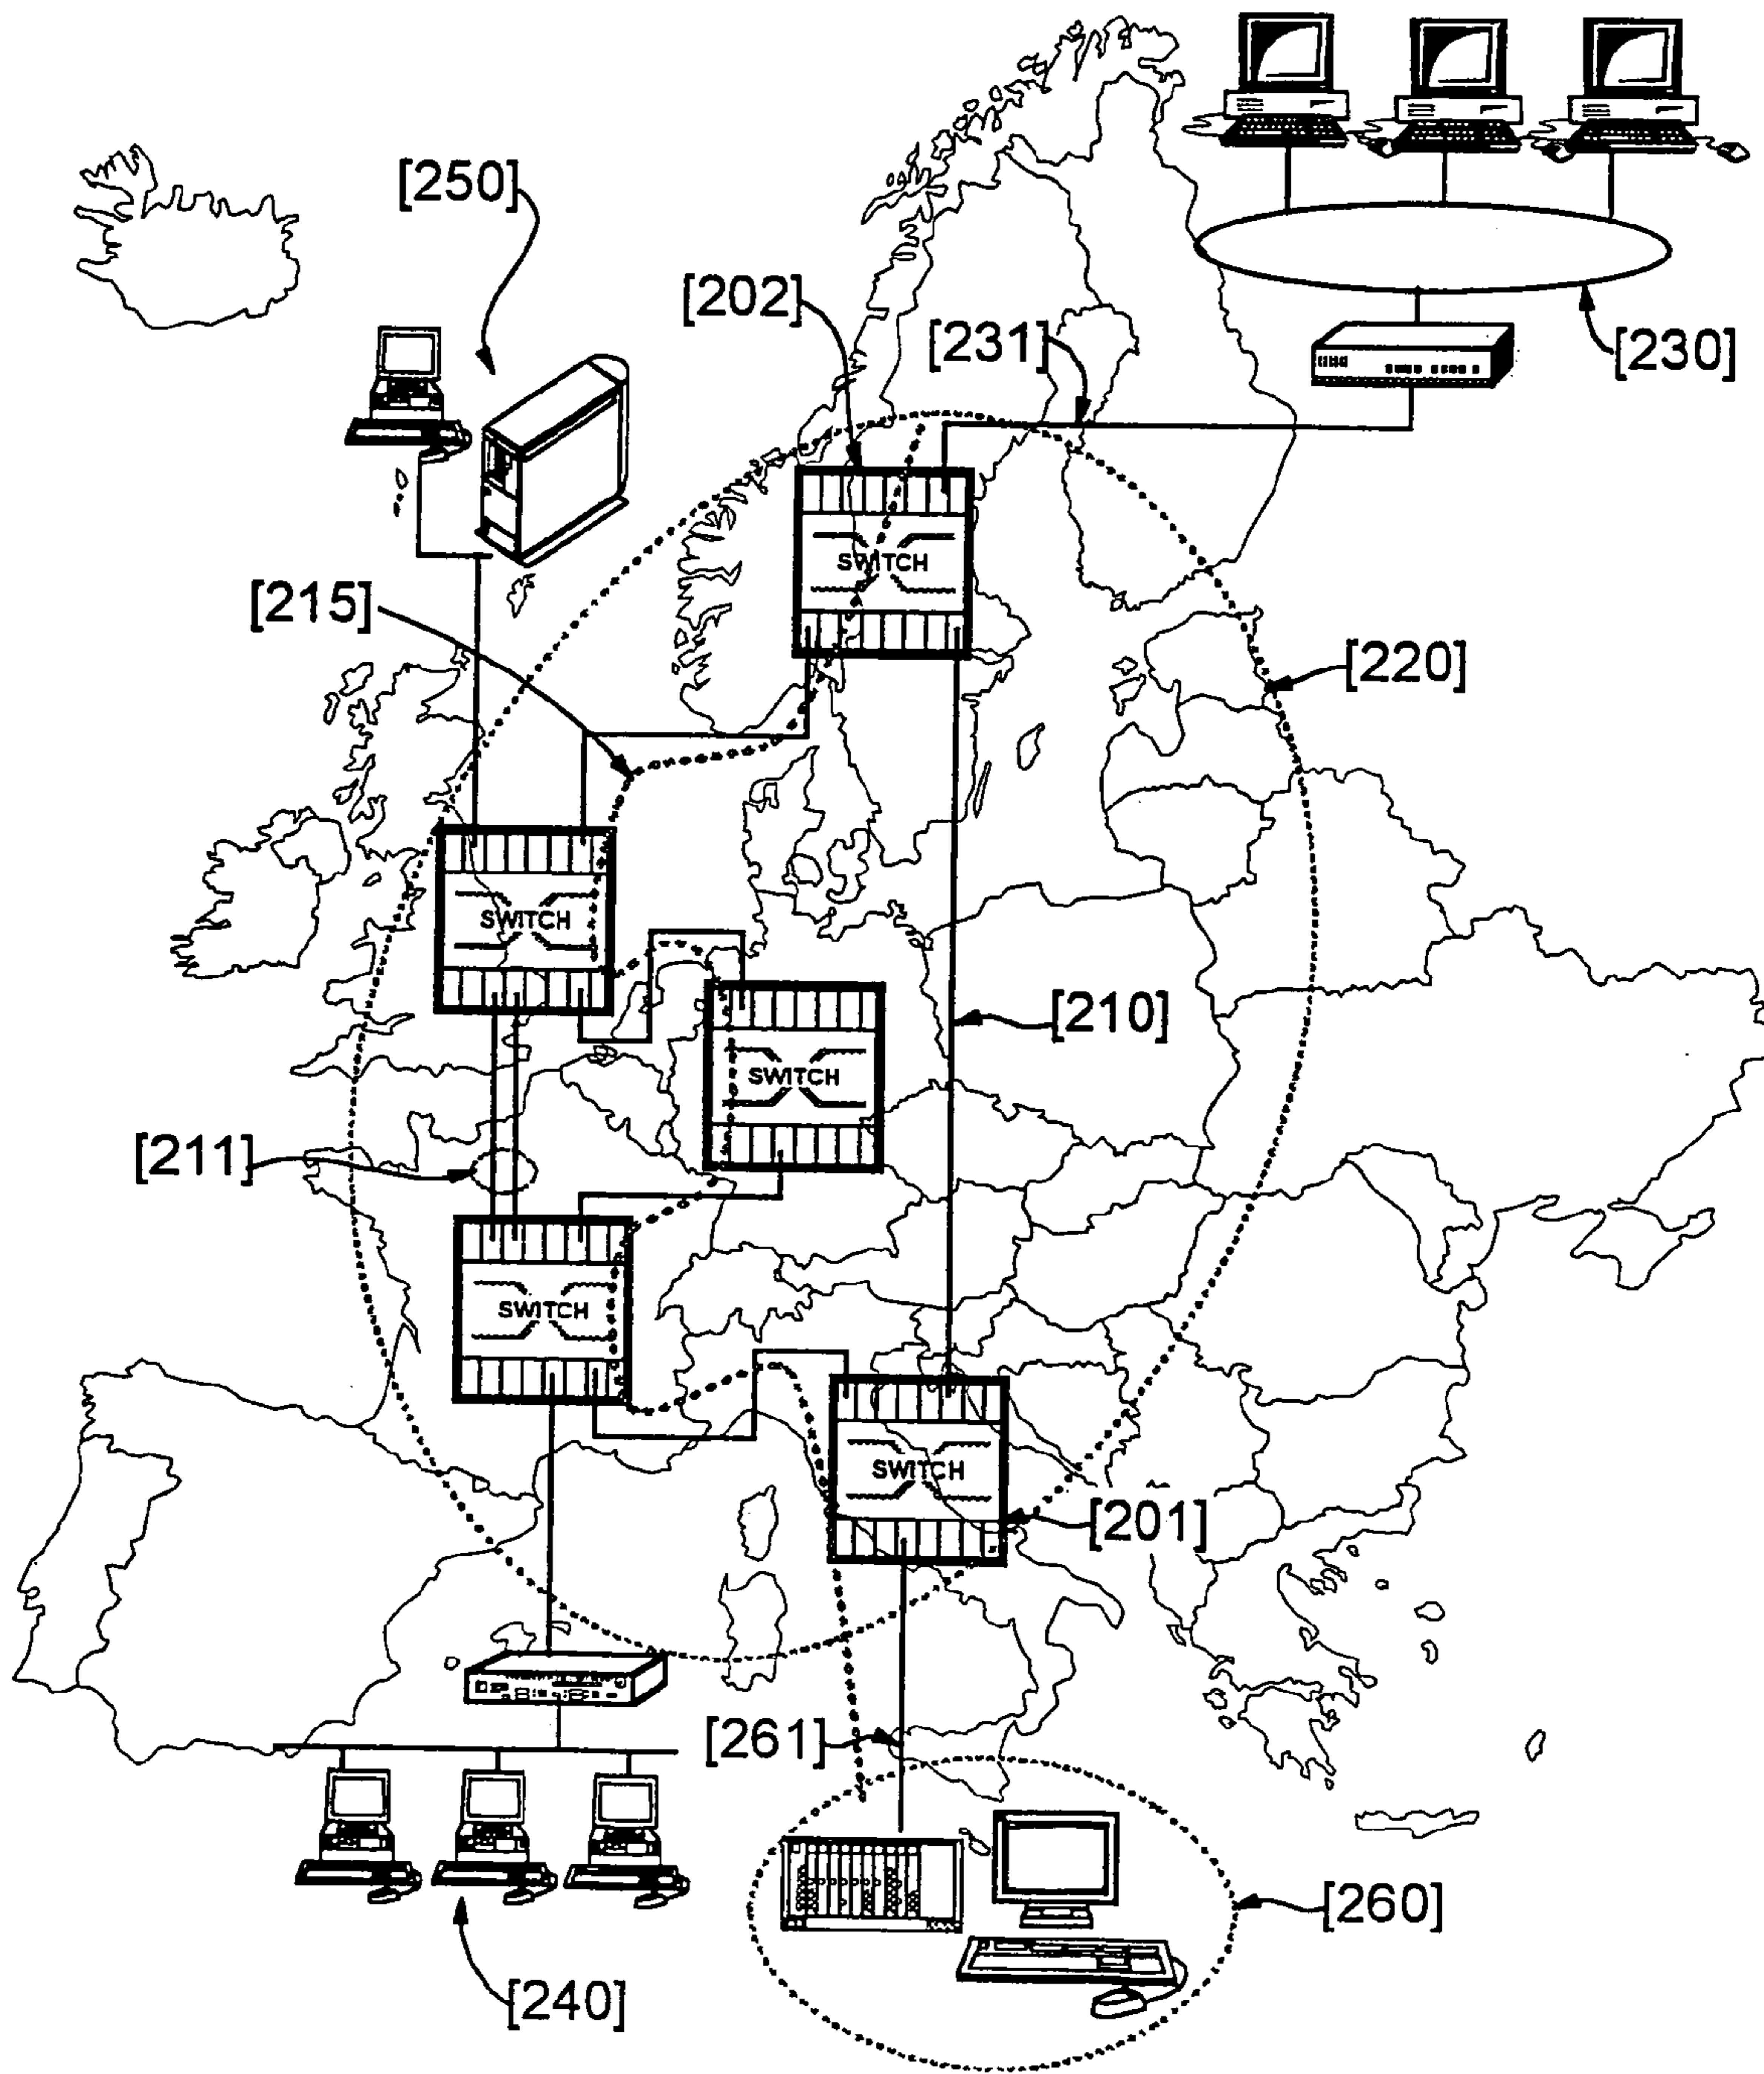 [250]
[202]
[231]
[230]
SWITCH
[215]
[220]
SWITCH
[210]
SWITCH
[211]
SWITCH
SWITCH
[201]
[261]
[260]
[240]